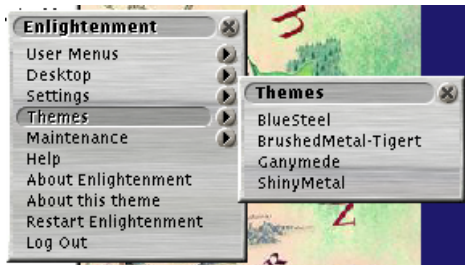 Enlightenment
User Menus
Desktop
Settings
Themes
Maintenance
Help
About Enlightenment
About this theme
Restart Enlightenment
Log Out
Themes
BlueSteel
BrushedMetal-Tigert
Ganymede
ShinyMetal